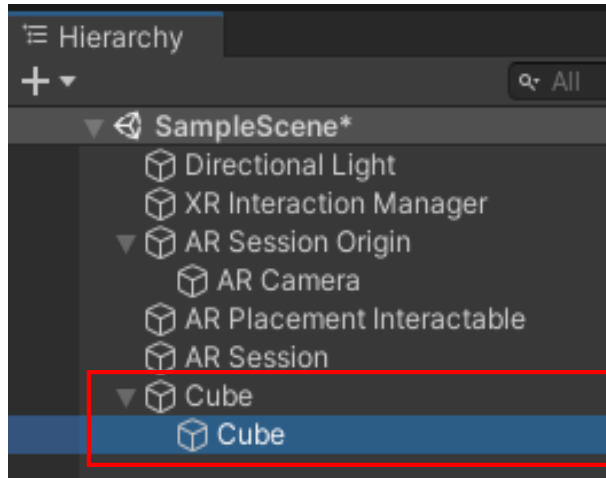 Hierarchy
All
SampleScene*
Directional Light
XR Interaction Manager
AR Session Origin
AR Camera
AR Placement Interactable
AR Session
Cube
Cube